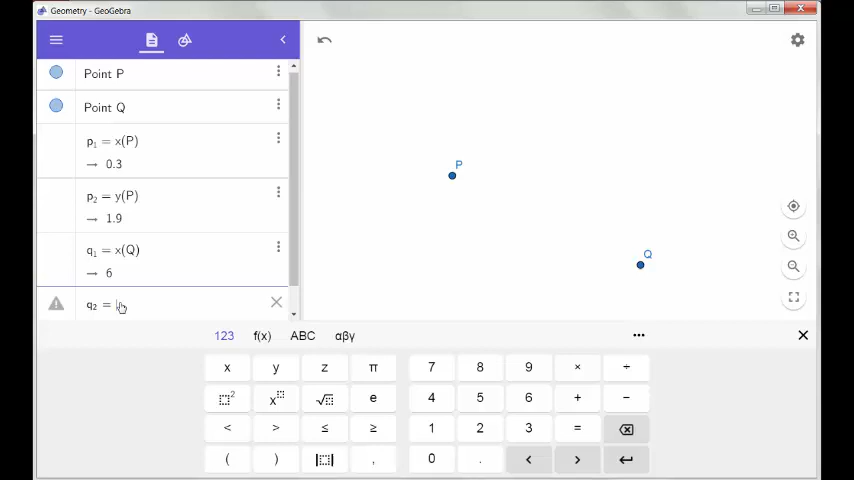 Geometry - GeoGebra
Point P
Point Q
p₁ = x(P)
→ 0.3
p₂ = y(P)
→ 1.9
q₁ = x(Q)
→ 6
q₂ =
P
Q
123 f(x) ABC αβγ ...
x y z π 7 8 9 × ÷
□² x□ √□ e 4 5 6 + −
< > ≤ ≥ 1 2 3 =
( ) |□| , 0 . < >